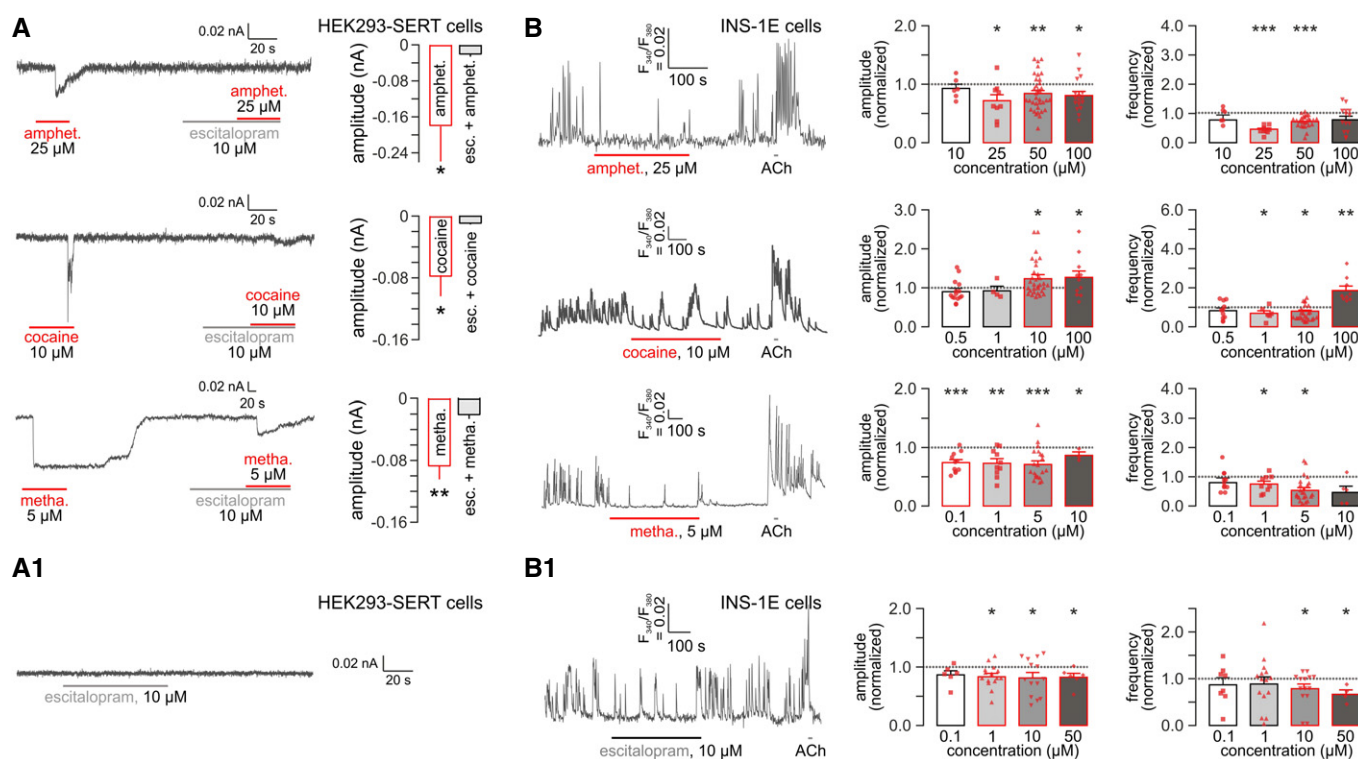 A
HEK293-SERT cells
0.02 nA
20 s
amphet.
25 µM
amphet.
25 µM
escitalopram
10 µM
amplitude (nA)
0
-0.08
-0.16
-0.24
amphet.
esc. + amphet.
*
B
INS-1E cells
F340/F380
= 0.02
100 s
amphet., 25 µM
ACh
amplitude
(normalized)
2.0
1.5
1.0
0.5
0.0
* ** *
10 25 50 100
concentration (µM)
frequency
(normalized)
4.0
3.0
2.0
1.0
0.0
*** ***
10 25 50 100
concentration (µM)
0.02 nA
20 s
cocaine
10 µM
cocaine
10 µM
escitalopram
10 µM
amplitude (nA)
0
-0.08
-0.16
cocaine
esc. + cocaine
*
F340/F380
= 0.02
100 s
cocaine, 10 µM
ACh
amplitude
(normalized)
3.0
2.0
1.0
0.0
* *
0.5 1 10 100
concentration (µM)
frequency
(normalized)
6.0
4.0
2.0
1.0
0.0
* * **
0.5 1 10 100
concentration (µM)
0.02 nA
20 s
metha.
5 µM
metha.
5 µM
escitalopram
10 µM
amplitude (nA)
0
-0.08
-0.16
metha.
esc. + metha.
**
F340/F380
= 0.02
100 s
metha., 5 µM
ACh
amplitude
(normalized)
2.0
1.5
1.0
0.5
0.0
*** ** *** *
0.1 1 5 10
concentration (µM)
frequency
(normalized)
4.0
3.0
2.0
1.0
0.0
* *
0.1 1 5 10
concentration (µM)
A1
HEK293-SERT cells
escitalopram, 10 µM
0.02 nA
20 s
B1
INS-1E cells
F340/F380
= 0.02
100 s
escitalopram, 10 µM
ACh
amplitude
(normalized)
2.0
1.0
0.0
* * *
0.1 1 10 50
concentration (µM)
frequency
(normalized)
2.5
2.0
1.0
0.0
* *
0.1 1 10 50
concentration (µM)